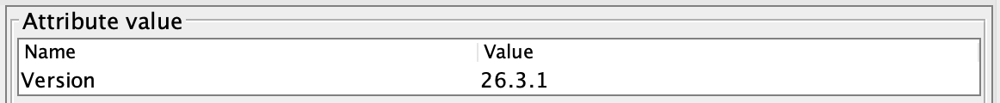 Attribute value
Name Value
Version 26.3.1